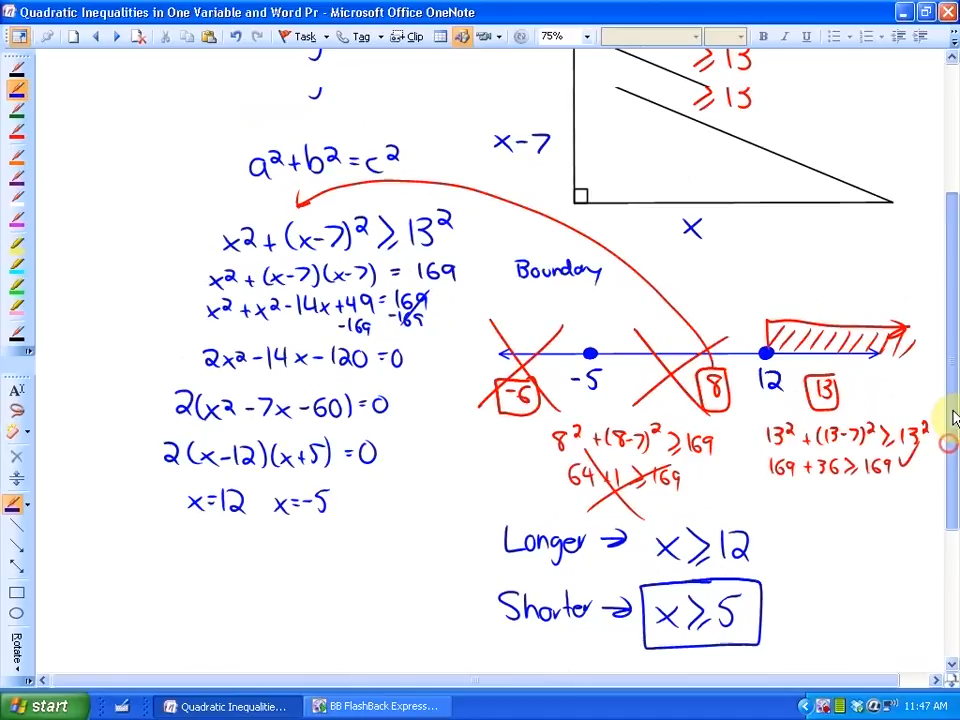 Quadratic Inequalities in One Variable and Word Pr - Microsoft Office OneNote
Task
Tag
Clip
75%
B I U
≥ 13
≥ 13
x-7
x
a²+b²=c²
x²+(x-7)² ≥ 13²
x²+(x-7)(x-7) = 169
x²+x²-14x+49=169
-169 -169
2x²-14x-120=0
2(x²-7x-60)=0
2(x-12)(x+5)=0
x=12 x=-5
Boundary
-6 -5 8 12 13
8²+(8-7)² ≥ 169
64+1 ≥ 169
13²+(13-7)² ≥ 13²
169+36 ≥ 169 ✓
Longer → x ≥ 12
Shorter → x ≥ 5
A
Rotate
start
Quadratic Inequalitie...
BB FlashBack Express...
11:47 AM